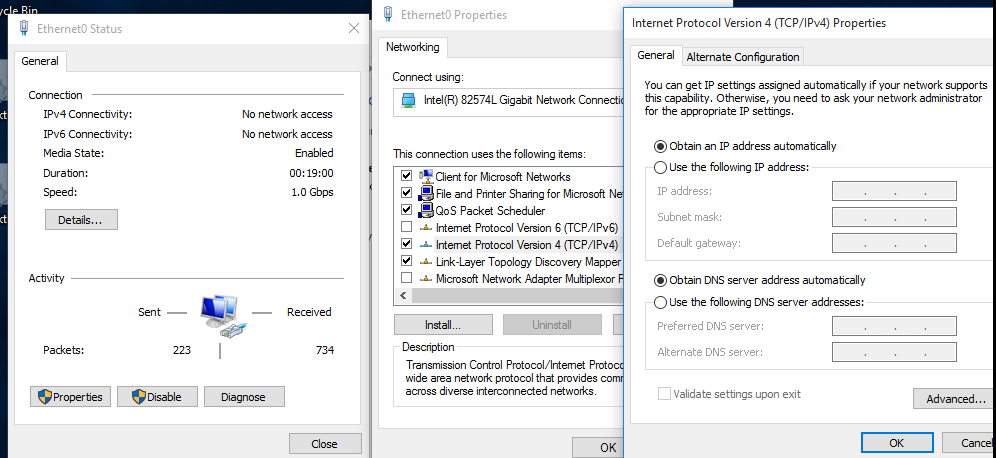 cycle Bin
Ethernet0 Status
General
Connection
IPv4 Connectivity: No network access
IPv6 Connectivity: No network access
Media State: Enabled
Duration: 00:19:00
Speed: 1.0 Gbps
Details...
Activity
Sent Received
Packets: 223 734
Properties Disable Diagnose
Close
Ethernet0 Properties
Networking
Connect using:
Intel(R) 82574L Gigabit Network Connectio
This connection uses the following items:
Client for Microsoft Networks
File and Printer Sharing for Microsoft Net
QoS Packet Scheduler
Internet Protocol Version 6 (TCP/IPv6)
Internet Protocol Version 4 (TCP/IPv4)
Link-Layer Topology Discovery Mapper
Microsoft Network Adapter Multiplexor P
Install... Uninstall
Description
Transmission Control Protocol/Internet Protoco
wide area network protocol that provides com
across diverse interconnected networks.
OK
Internet Protocol Version 4 (TCP/IPv4) Properties
General Alternate Configuration
You can get IP settings assigned automatically if your network supports
this capability. Otherwise, you need to ask your network administrator
for the appropriate IP settings.
Obtain an IP address automatically
Use the following IP address:
IP address: . . .
Subnet mask: . . .
Default gateway: . . .
Obtain DNS server address automatically
Use the following DNS server addresses:
Preferred DNS server: . . .
Alternate DNS server: . . .
Validate settings upon exit
Advanced...
OK Cance